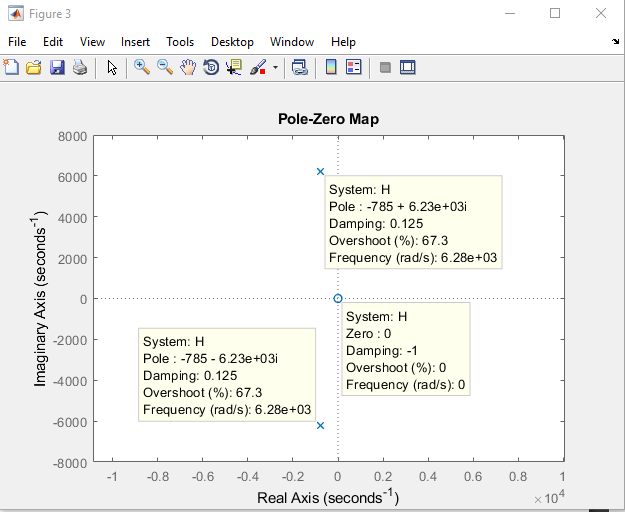 Figure 3
File Edit View Insert Tools Desktop Window Help
Pole-Zero Map
8000
6000
4000
2000
0
-2000
-4000
-6000
-8000
Imaginary Axis (seconds⁻¹)
System: H
Pole : -785 + 6.23e+03i
Damping: 0.125
Overshoot (%): 67.3
Frequency (rad/s): 6.28e+03
System: H
Zero : 0
Damping: -1
Overshoot (%): 0
Frequency (rad/s): 0
System: H
Pole : -785 - 6.23e+03i
Damping: 0.125
Overshoot (%): 67.3
Frequency (rad/s): 6.28e+03
-1 -0.8 -0.6 -0.4 -0.2 0 0.2 0.4 0.6 0.8 1
×10⁴
Real Axis (seconds⁻¹)